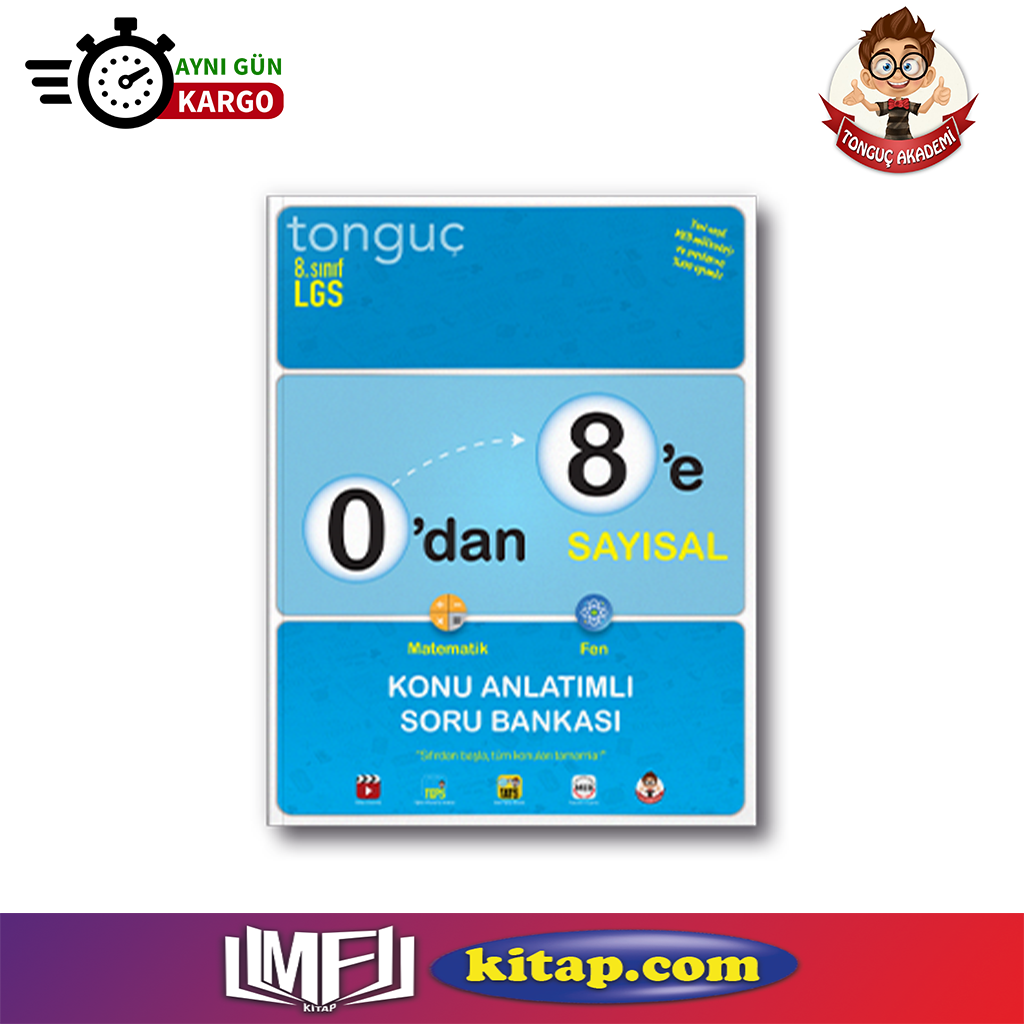 AYNI GÜN
KARGO
TONGUÇ AKADEMİ
tonguç
8.sınıf
LGS
0'dan
8'e
SAYISAL
Matematik
Fen
KONU ANLATIMLI
SORU BANKASI
"Sıfırdan başla, tüm konuları tamamla!"
MF
KİTAP
kitap.com